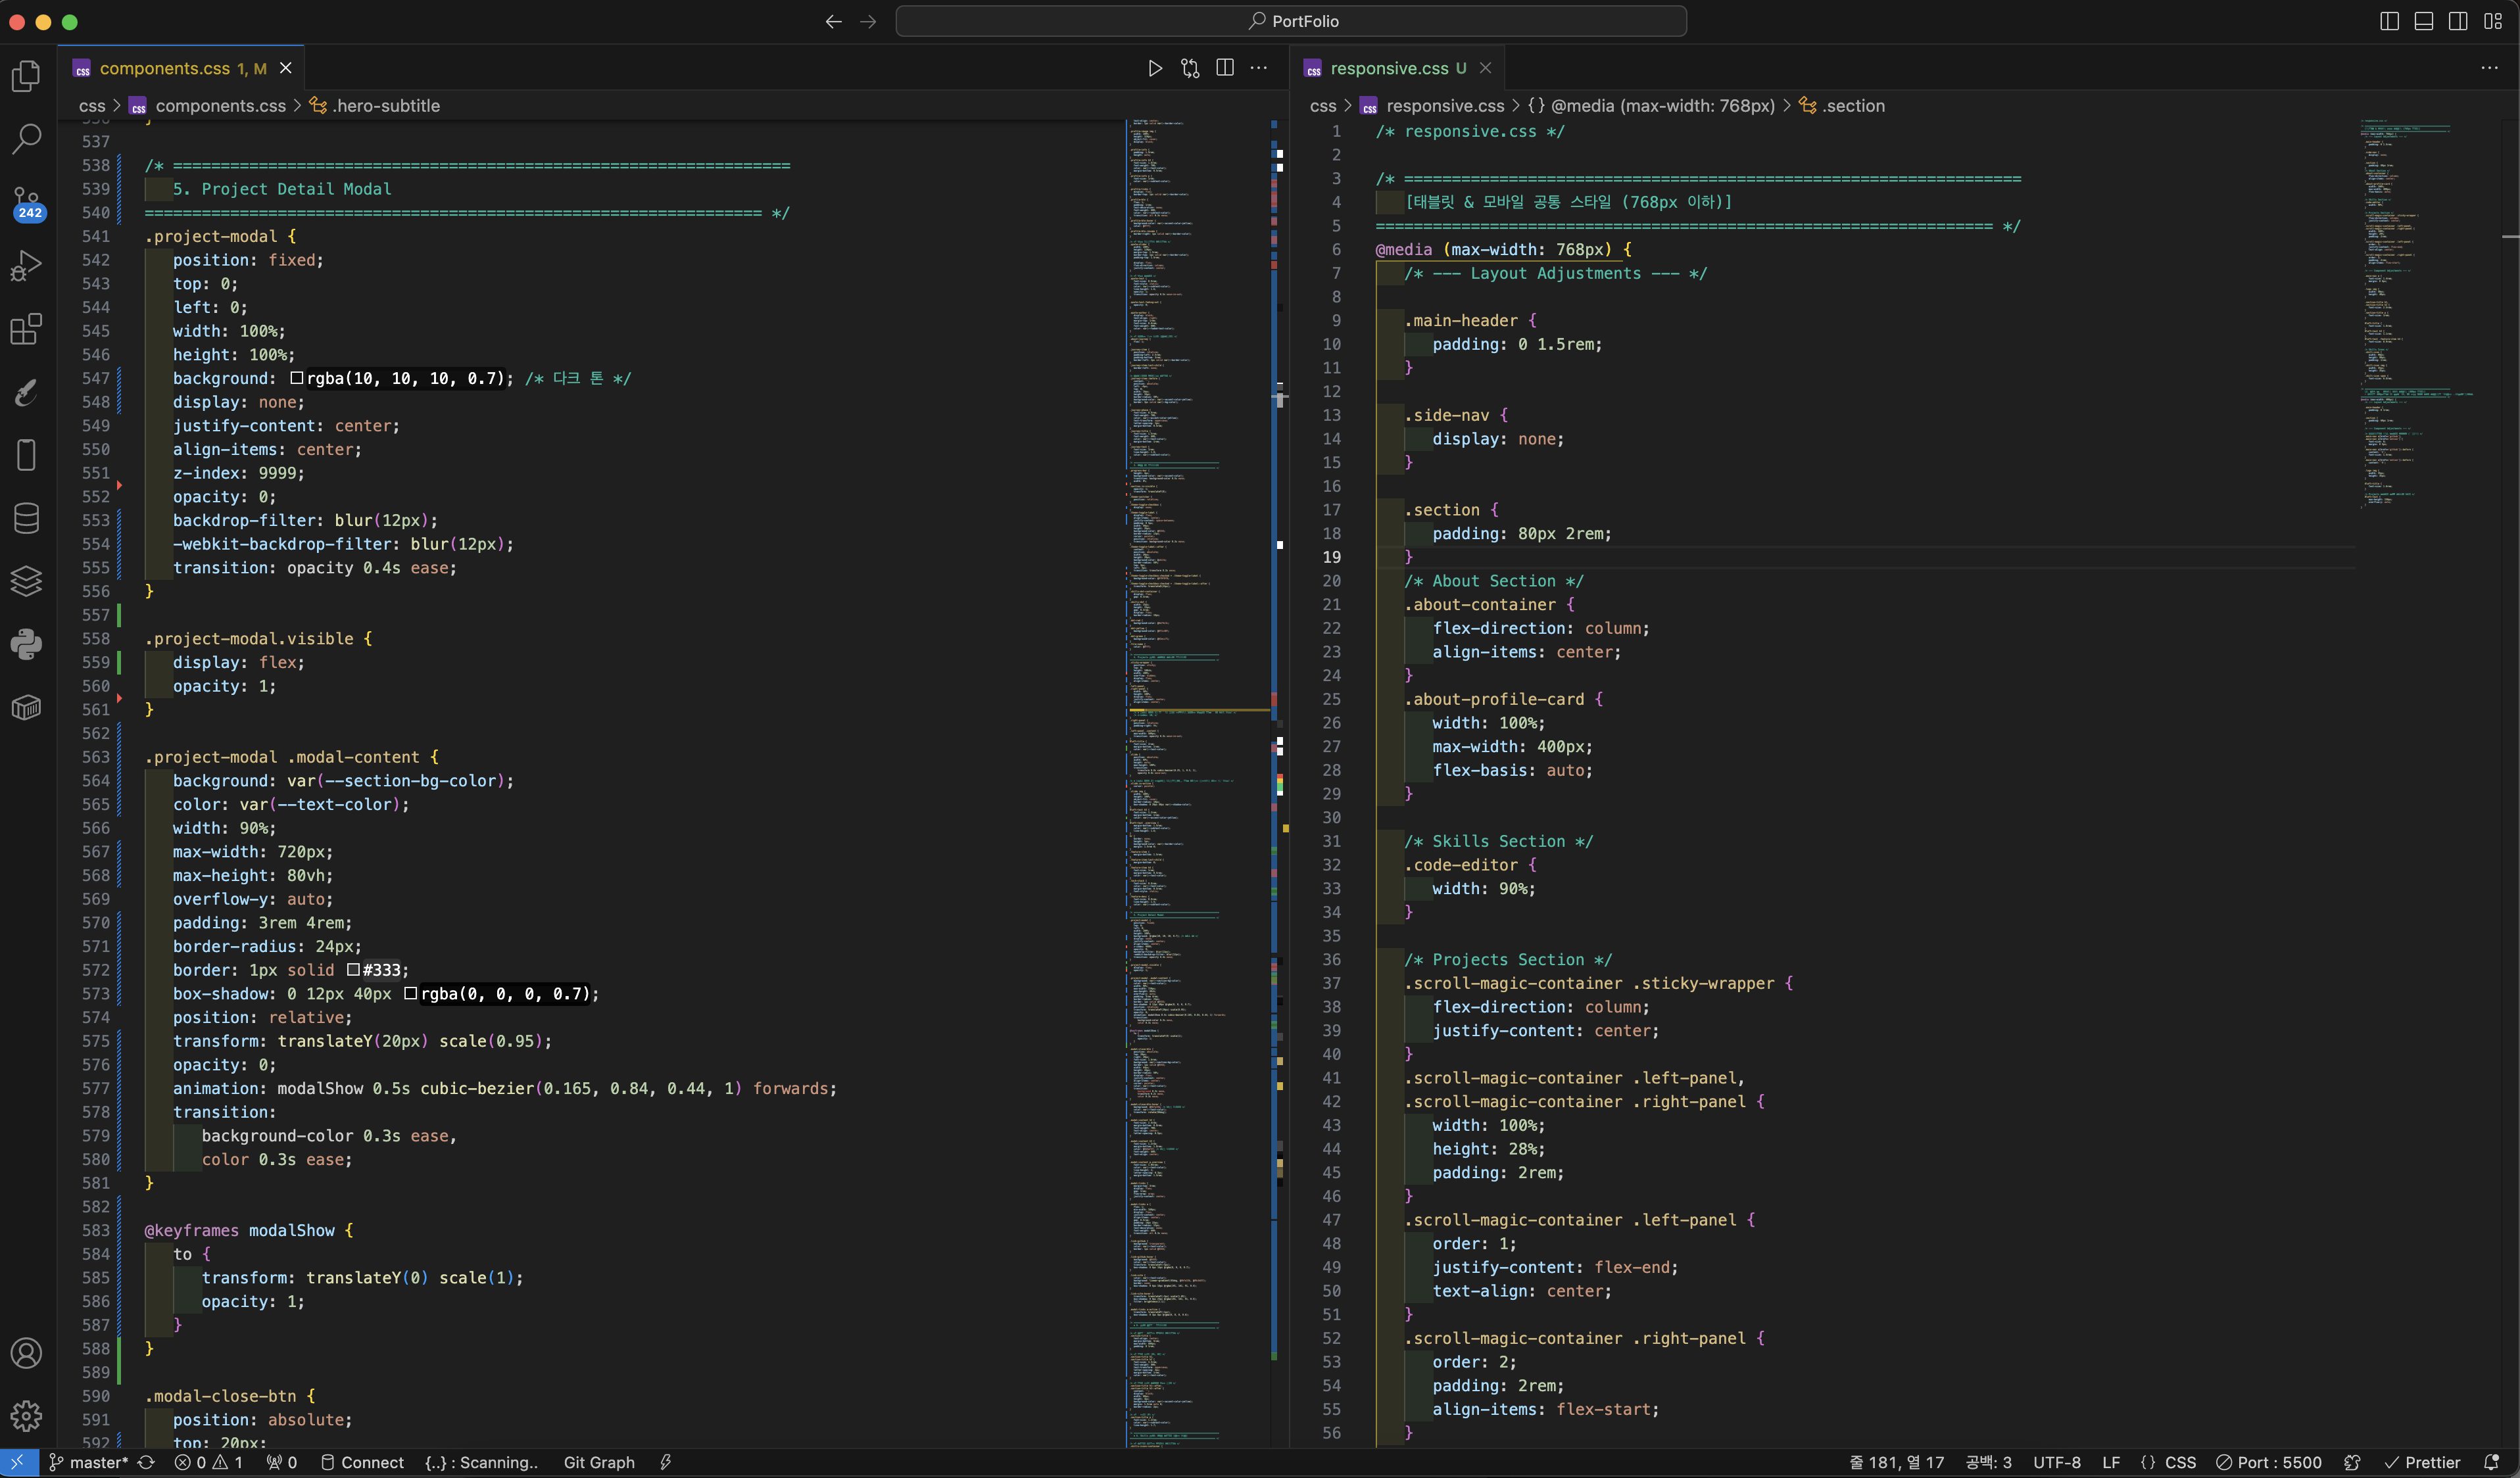 PortFolio
components.css 1, M
css > components.css > .hero-subtitle
537
538 /* =================================================================
539 5. Project Detail Modal
540 ================================================================= */
541 .project-modal {
542 position: fixed;
543 top: 0;
544 left: 0;
545 width: 100%;
546 height: 100%;
547 background: rgba(10, 10, 10, 0.7); /* 다크 톤 */
548 display: none;
549 justify-content: center;
550 align-items: center;
551 z-index: 9999;
552 opacity: 0;
553 backdrop-filter: blur(12px);
554 -webkit-backdrop-filter: blur(12px);
555 transition: opacity 0.4s ease;
556 }
557
558 .project-modal.visible {
559 display: flex;
560 opacity: 1;
561 }
562
563 .project-modal .modal-content {
564 background: var(--section-bg-color);
565 color: var(--text-color);
566 width: 90%;
567 max-width: 720px;
568 max-height: 80vh;
569 overflow-y: auto;
570 padding: 3rem 4rem;
571 border-radius: 24px;
572 border: 1px solid #333;
573 box-shadow: 0 12px 40px rgba(0, 0, 0, 0.7);
574 position: relative;
575 transform: translateY(20px) scale(0.95);
576 opacity: 0;
577 animation: modalShow 0.5s cubic-bezier(0.165, 0.84, 0.44, 1) forwards;
578 transition:
579 background-color 0.3s ease,
580 color 0.3s ease;
581 }
582
583 @keyframes modalShow {
584 to {
585 transform: translateY(0) scale(1);
586 opacity: 1;
587 }
588 }
589
590 .modal-close-btn {
591 position: absolute;
592 top: 20px;
responsive.css U
css > responsive.css > {} @media (max-width: 768px) > .section
1 /* responsive.css */
2
3 /* =================================================================
4 [태블릿 & 모바일 공통 스타일 (768px 이하)]
5 ================================================================= */
6 @media (max-width: 768px) {
7 /* --- Layout Adjustments --- */
8
9 .main-header {
10 padding: 0 1.5rem;
11 }
12
13 .side-nav {
14 display: none;
15 }
16
17 .section {
18 padding: 80px 2rem;
19 }
20 /* About Section */
21 .about-container {
22 flex-direction: column;
23 align-items: center;
24 }
25 .about-profile-card {
26 width: 100%;
27 max-width: 400px;
28 flex-basis: auto;
29 }
30
31 /* Skills Section */
32 .code-editor {
33 width: 90%;
34 }
35
36 /* Projects Section */
37 .scroll-magic-container .sticky-wrapper {
38 flex-direction: column;
39 justify-content: center;
40 }
41 .scroll-magic-container .left-panel,
42 .scroll-magic-container .right-panel {
43 width: 100%;
44 height: 28%;
45 padding: 2rem;
46 }
47 .scroll-magic-container .left-panel {
48 order: 1;
49 justify-content: flex-end;
50 text-align: center;
51 }
52 .scroll-magic-container .right-panel {
53 order: 2;
54 padding: 2rem;
55 align-items: flex-start;
56 }
242
master* 0 1 0 Connect {..} : Scanning.. Git Graph
줄 181, 열 17 공백: 3 UTF-8 LF {} CSS Port : 5500 Prettier